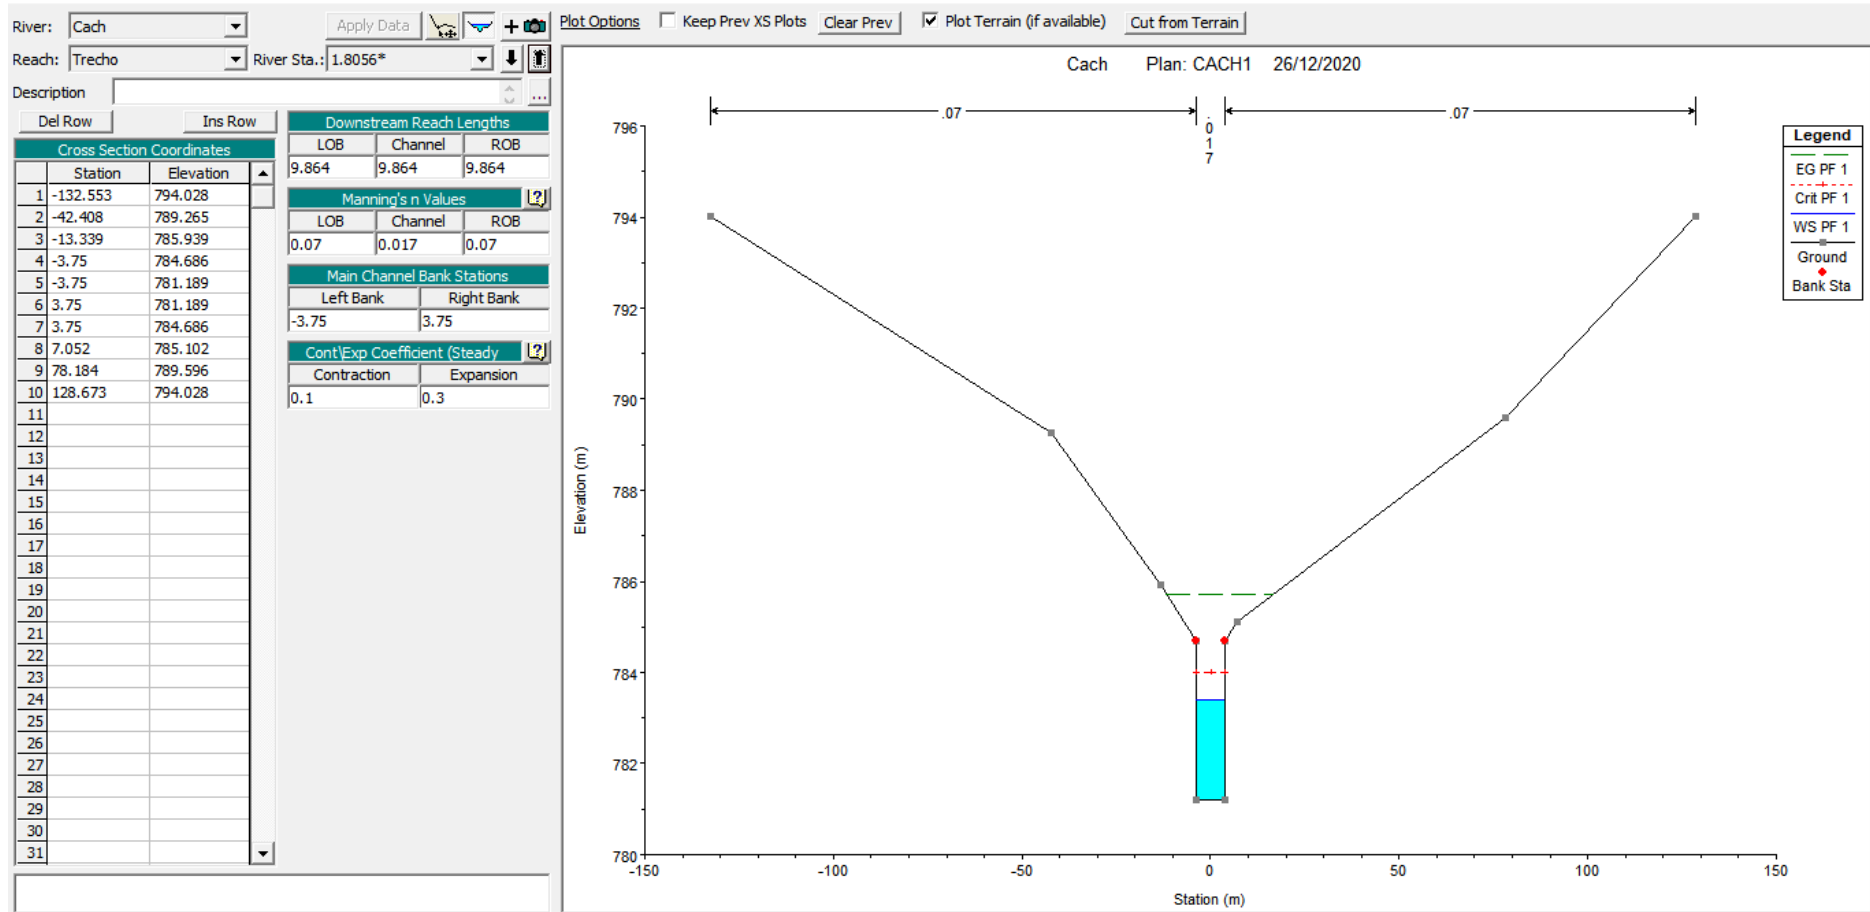 River: Cach Apply Data Plot Options Keep Prev XS Plots Clear Prev Plot Terrain (if available) Cut from Terrain
Reach: Trecho River Sta.: 1.8056*
Description ...
Del Row Ins Row
Cross Section Coordinates
Station Elevation
1 -132.553 794.028
2 -42.408 789.265
3 -13.339 785.939
4 -3.75 784.686
5 -3.75 781.189
6 3.75 781.189
7 3.75 784.686
8 7.052 785.102
9 78.184 789.596
10 128.673 794.028
11
12
13
14
15
16
17
18
19
20
21
22
23
24
25
26
27
28
29
30
31
Downstream Reach Lengths
LOB Channel ROB
9.864 9.864 9.864
Manning's n Values
LOB Channel ROB
0.07 0.017 0.07
Main Channel Bank Stations
Left Bank Right Bank
-3.75 3.75
Cont\Exp Coefficient (Steady
Contraction Expansion
0.1 0.3
Cach Plan: CACH1 26/12/2020
.07 .017 .07
Elevation (m)
796
794
792
790
788
786
784
782
780
-150 -100 -50 0 50 100 150
Station (m)
Legend
EG PF 1
Crit PF 1
WS PF 1
Ground
Bank Sta